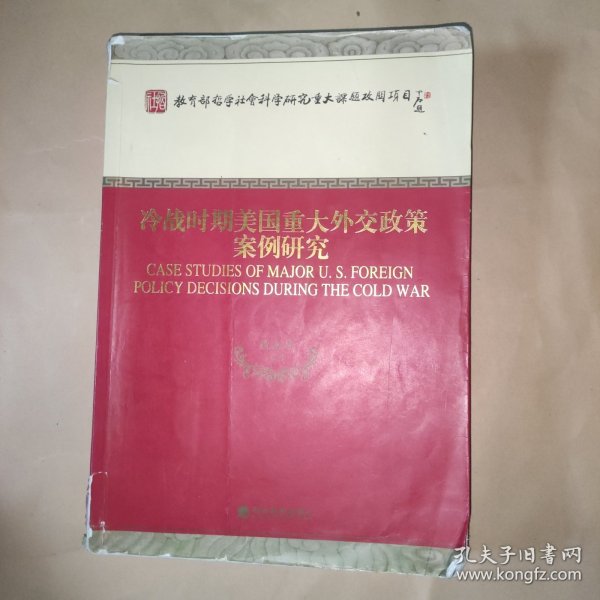 教育部哲学社会科学研究重大课题攻关项目
冷战时期美国重大外交政策
案例研究
CASE STUDIES OF MAJOR U. S. FOREIGN
POLICY DECISIONS DURING THE COLD WAR
孔夫子旧书网
www.kongfz.com